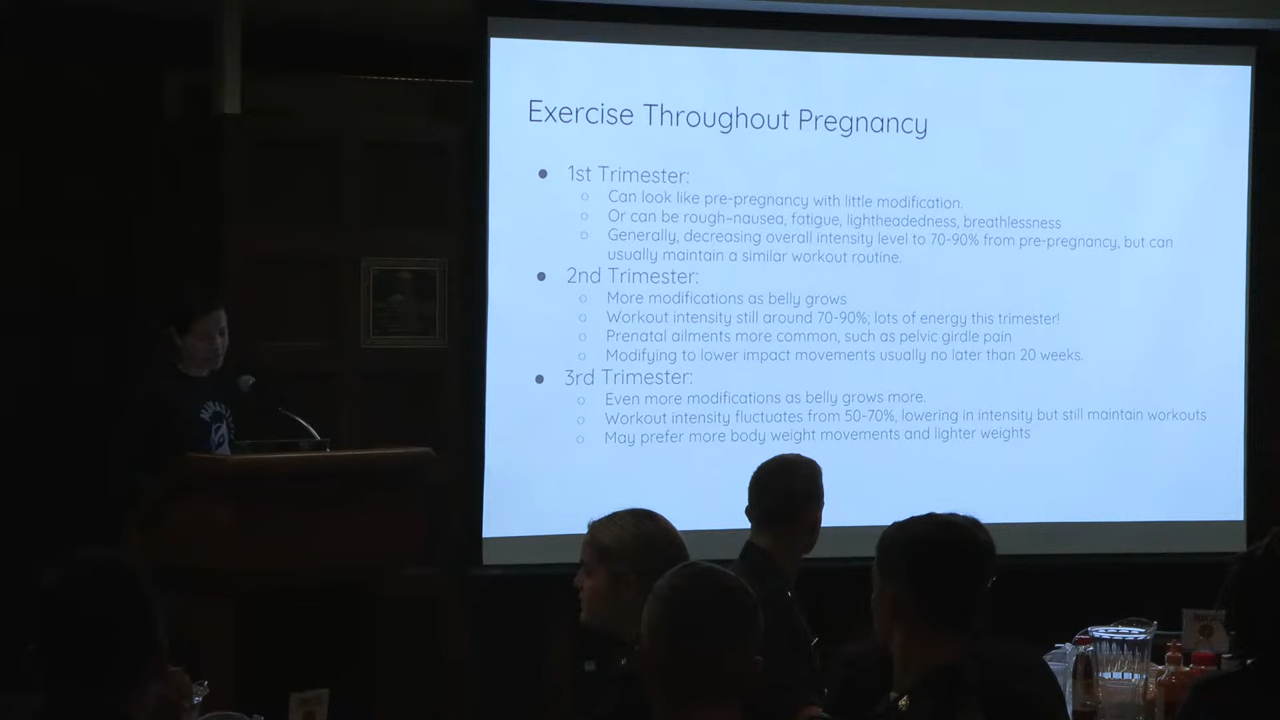 Exercise Throughout Pregnancy
● 1st Trimester:
○ Can look like pre-pregnancy with little modification.
○ Or can be rough–nausea, fatigue, lightheadedness, breathlessness
○ Generally, decreasing overall intensity level to 70-90% from pre-pregnancy, but can
usually maintain a similar workout routine.
● 2nd Trimester:
○ More modifications as belly grows
○ Workout intensity still around 70-90%; lots of energy this trimester!
○ Prenatal ailments more common, such as pelvic girdle pain
○ Modifying to lower impact movements usually no later than 20 weeks.
● 3rd Trimester:
○ Even more modifications as belly grows more.
○ Workout intensity fluctuates from 50-70%, lowering in intensity but still maintain workouts
○ May prefer more body weight movements and lighter weights